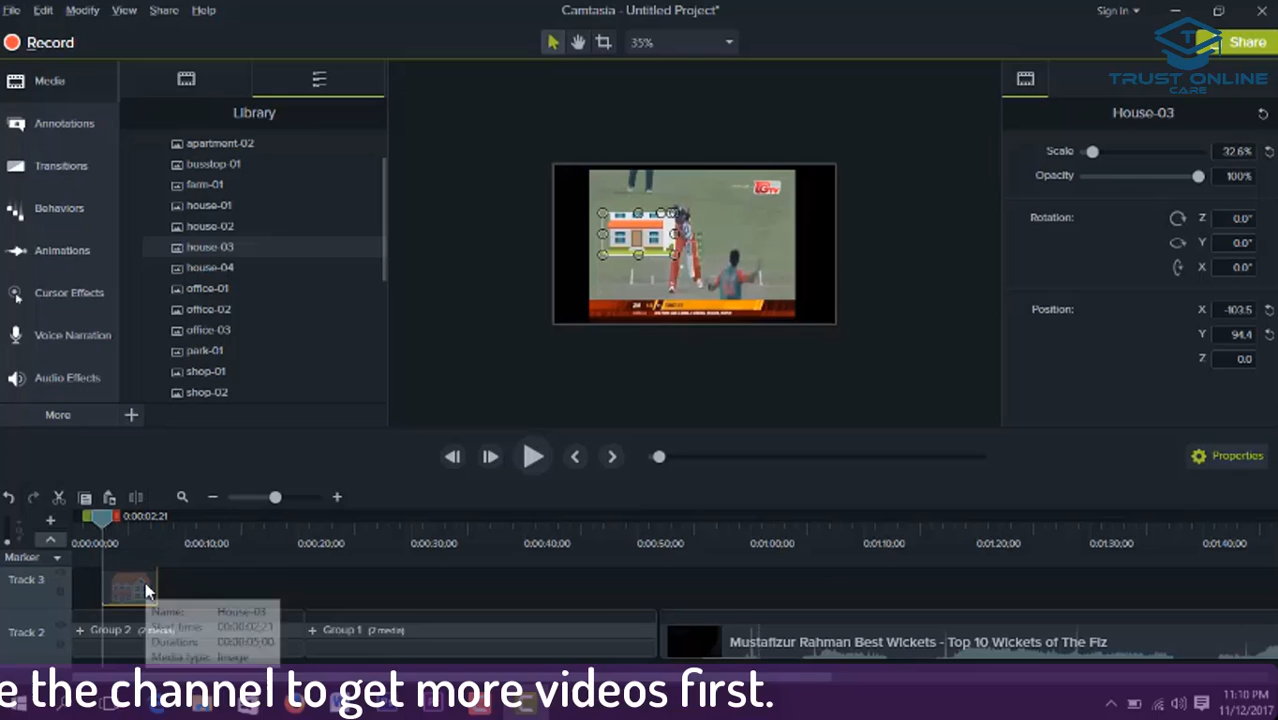 File Edit Modify View Share Help
Camtasia - Untitled Project*
Sign In
Record
35%
Share
TRUST ONLINE
CARE
Media
Annotations
Transitions
Behaviors
Animations
Cursor Effects
Voice Narration
Audio Effects
More
Library
apartment-02
busstop-01
farm-01
house-01
house-02
house-03
house-04
office-01
office-02
office-03
park-01
shop-01
shop-02
TGTV
House-03
Scale 32.6%
Opacity 100%
Rotation: Z 0.0°
Y 0.0°
X 0.0°
Position: X -103.5
Y 94.4
Z 0.0
Properties
0:00:02;21
0:00:00;00 0:00:10;00 0:00:20;00 0:00:30;00 0:00:40;00 0:00:50;00 0:01:00;00 0:01:10;00 0:01:20;00 0:01:30;00 0:01:40;00
Marker
Track 3
Name: House-03
Start time: 00:00:02;21
Duration: 00:00:05;00
Media type: Image
Track 2
+ Group 2
+ Group 1 (2 media)
Mustafizur Rahman Best Wickets - Top 10 Wickets of The Fiz
e the channel to get more videos first.
11:10 PM
11/12/2017